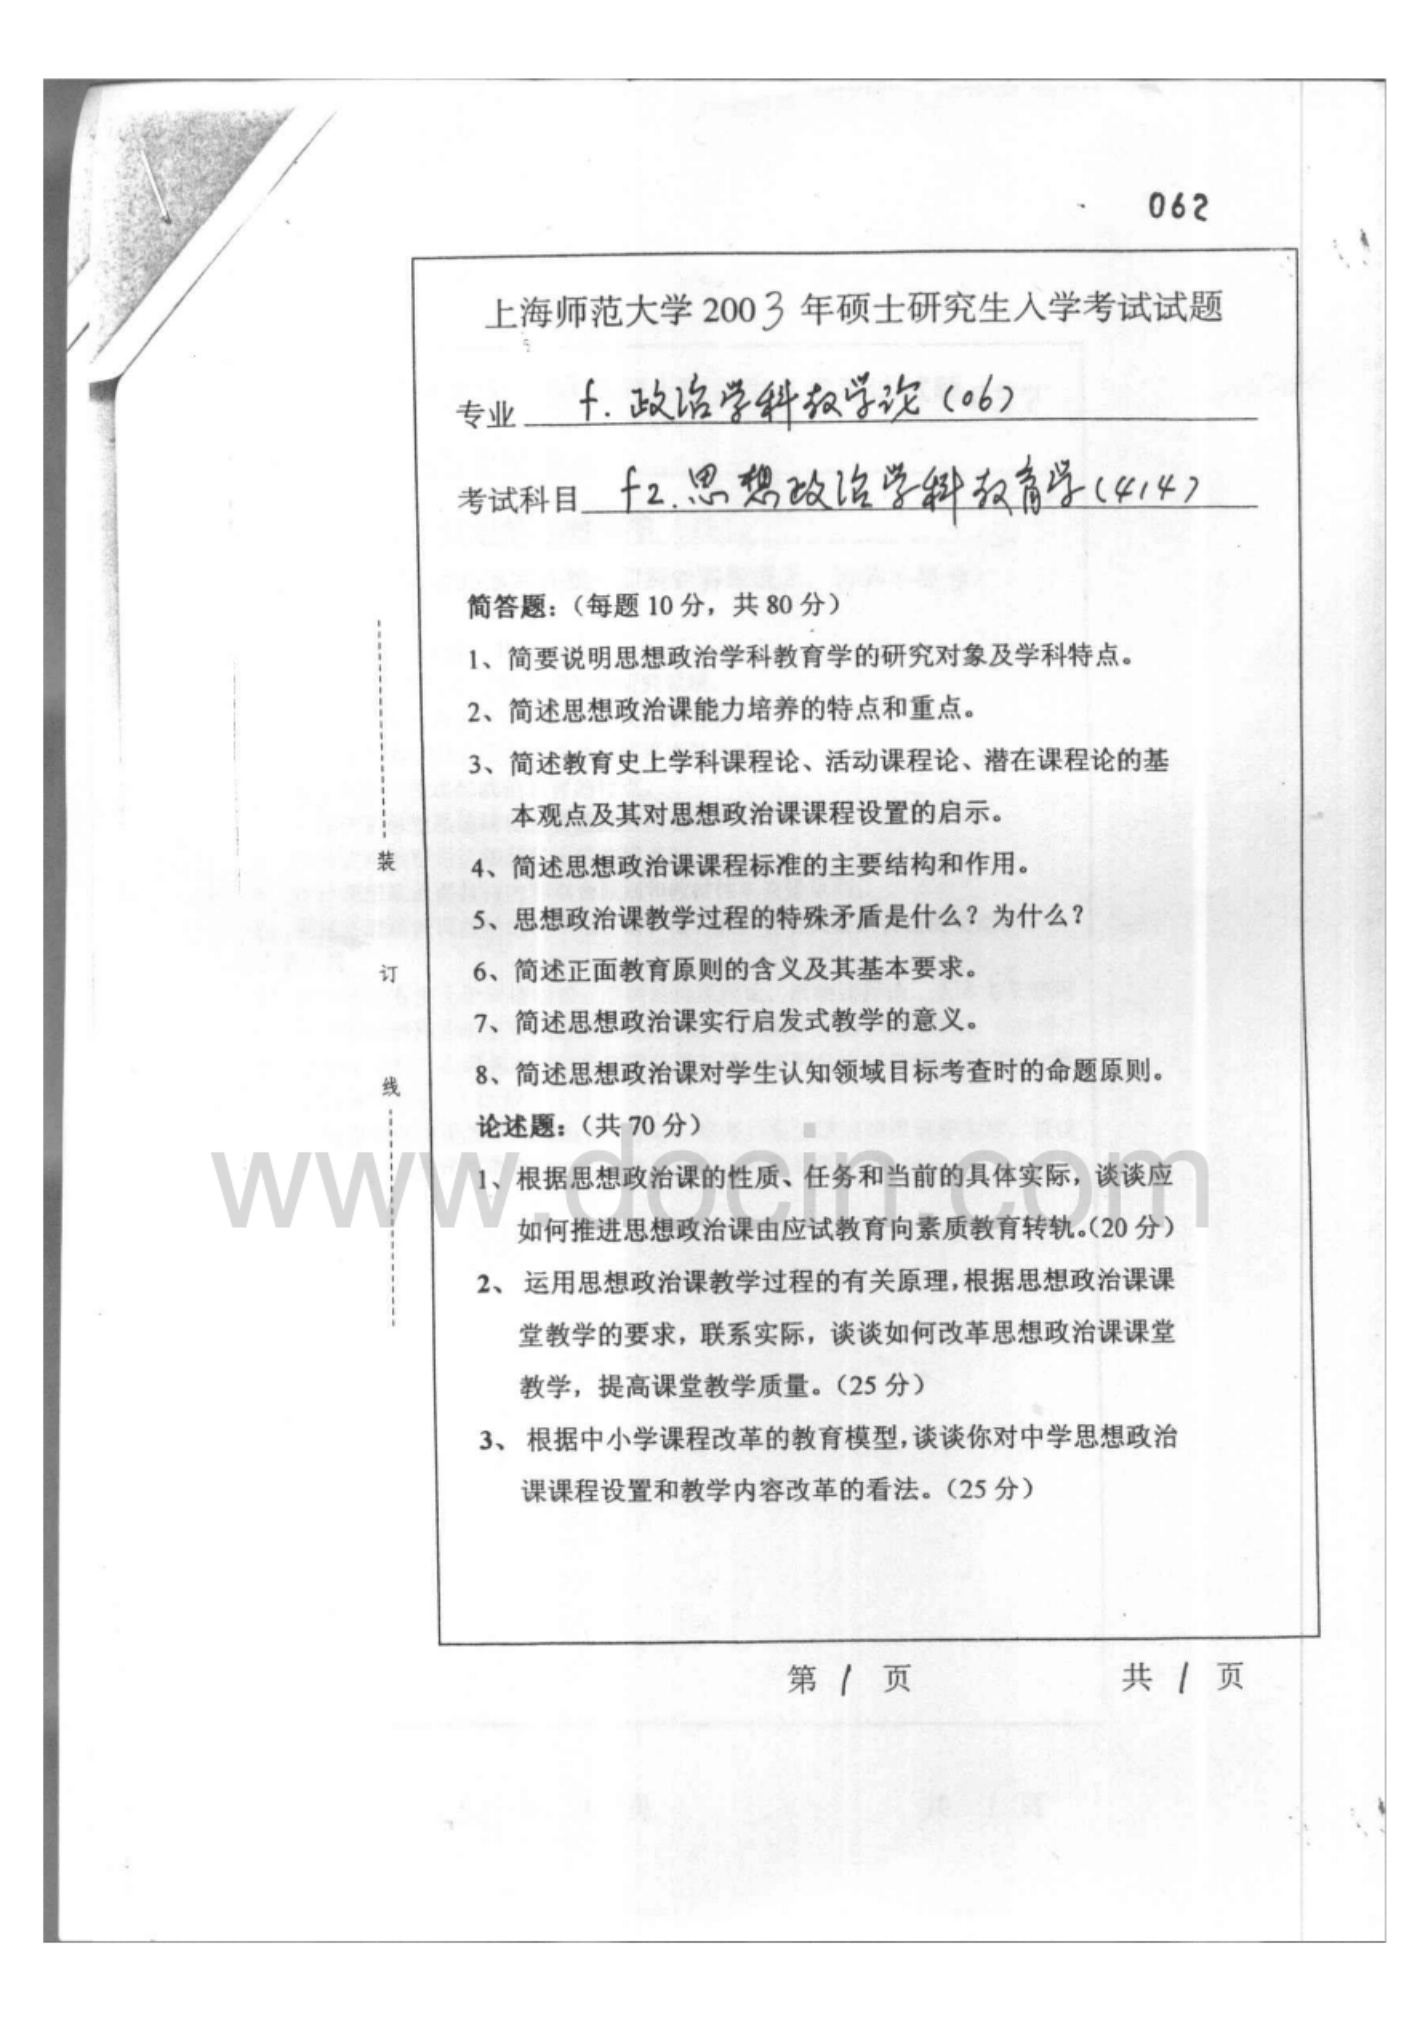 062
上海师范大学2003年硕士研究生入学考试试题
专业 f.政治学科教学论(06)
考试科目 f2.思想政治学科教育学(414)
简答题：（每题10分，共80分）
1、简要说明思想政治学科教育学的研究对象及学科特点。
2、简述思想政治课能力培养的特点和重点。
3、简述教育史上学科课程论、活动课程论、潜在课程论的基
本观点及其对思想政治课课程设置的启示。
4、简述思想政治课课程标准的主要结构和作用。
5、思想政治课教学过程的特殊矛盾是什么？为什么？
6、简述正面教育原则的含义及其基本要求。
7、简述思想政治课实行启发式教学的意义。
8、简述思想政治课对学生认知领域目标考查时的命题原则。
论述题：（共70分）
1、根据思想政治课的性质、任务和当前的具体实际，谈谈应
如何推进思想政治课由应试教育向素质教育转轨。（20分）
2、运用思想政治课教学过程的有关原理，根据思想政治课课
堂教学的要求，联系实际，谈谈如何改革思想政治课课堂
教学，提高课堂教学质量。（25分）
3、根据中小学课程改革的教育模型，谈谈你对中学思想政治
课课程设置和教学内容改革的看法。（25分）
第1页 共1页
装
订
线
www.docin.com